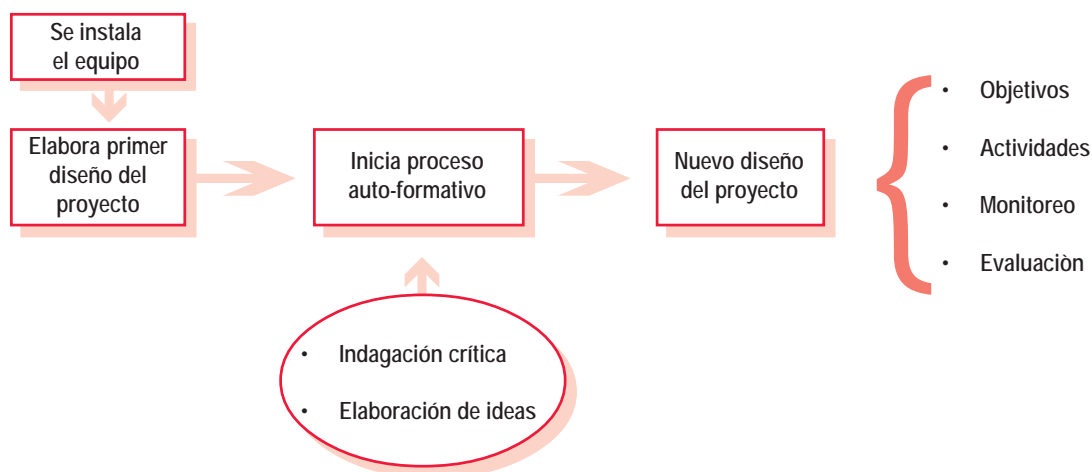 Se instala
el equipo
Elabora primer
diseño del
proyecto
Inicia proceso
auto-formativo
Nuevo diseño
del proyecto
• Objetivos
• Actividades
• Monitoreo
• Evaluaciòn
• Indagación crítica
• Elaboración de ideas